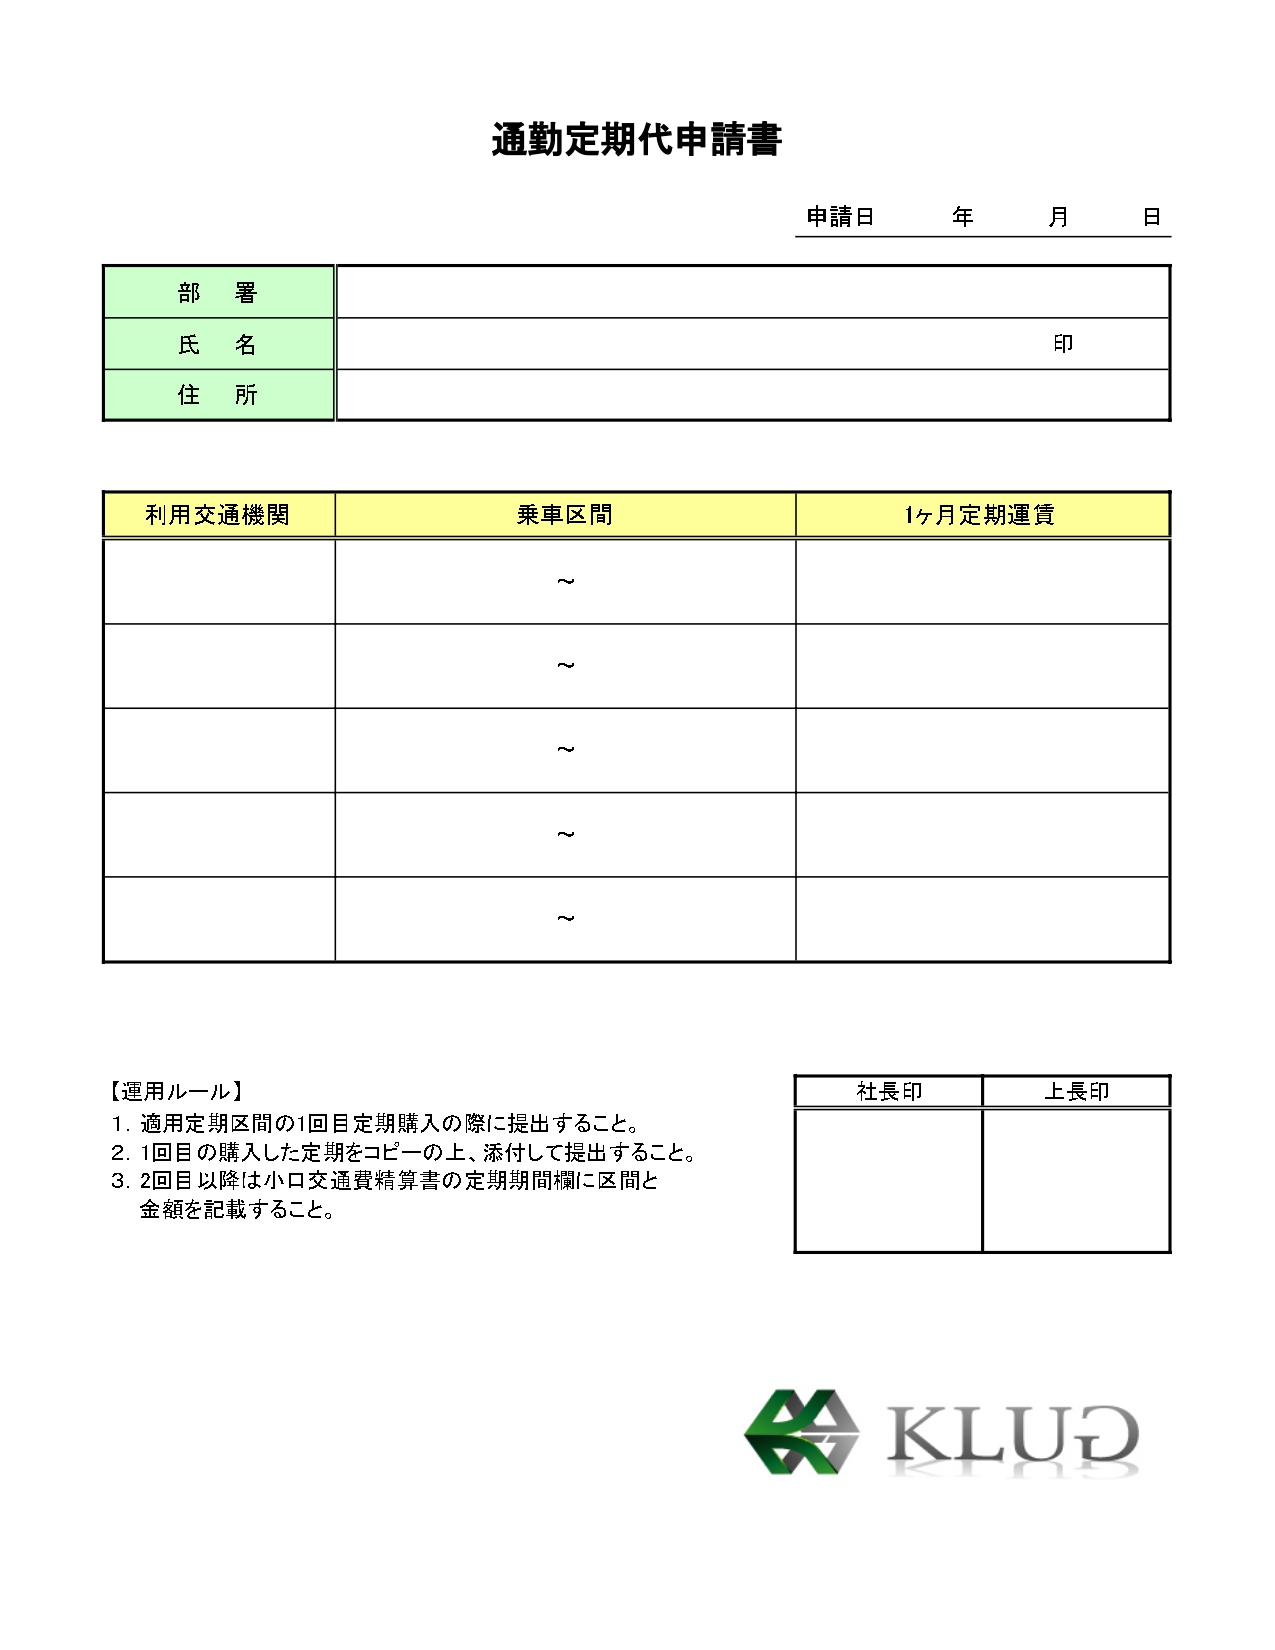 通勤定期代申請書
申請日 年 月 日
部 署
氏 名 印
住 所
利用交通機関 乗車区間 1ヶ月定期運賃
～
～
～
～
～
【運用ルール】
1. 適用定期区間の1回目定期購入の際に提出すること。
2. 1回目の購入した定期をコピーの上、添付して提出すること。
3. 2回目以降は小口交通費精算書の定期期間欄に区間と
金額を記載すること。
社長印 上長印
KLUG